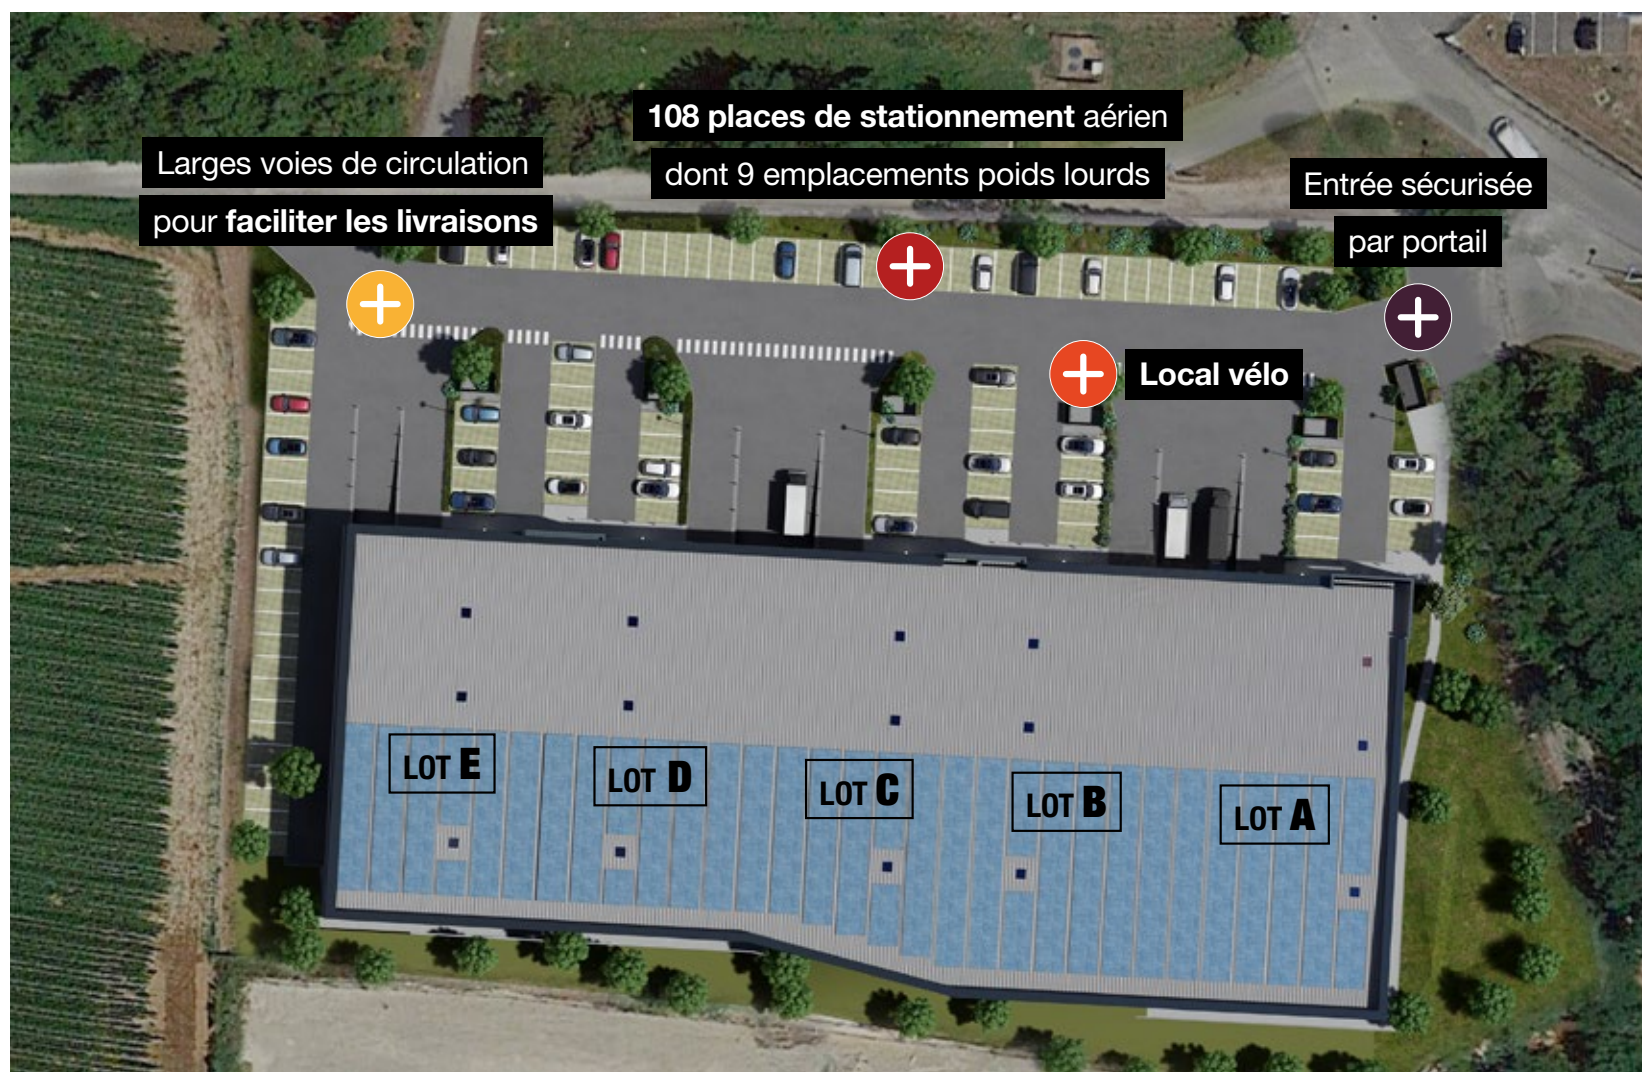 108 places de stationnement aérien
dont 9 emplacements poids lourds
Larges voies de circulation
pour faciliter les livraisons
Entrée sécurisée
par portail
Local vélo
LOT E
LOT D
LOT C
LOT B
LOT A